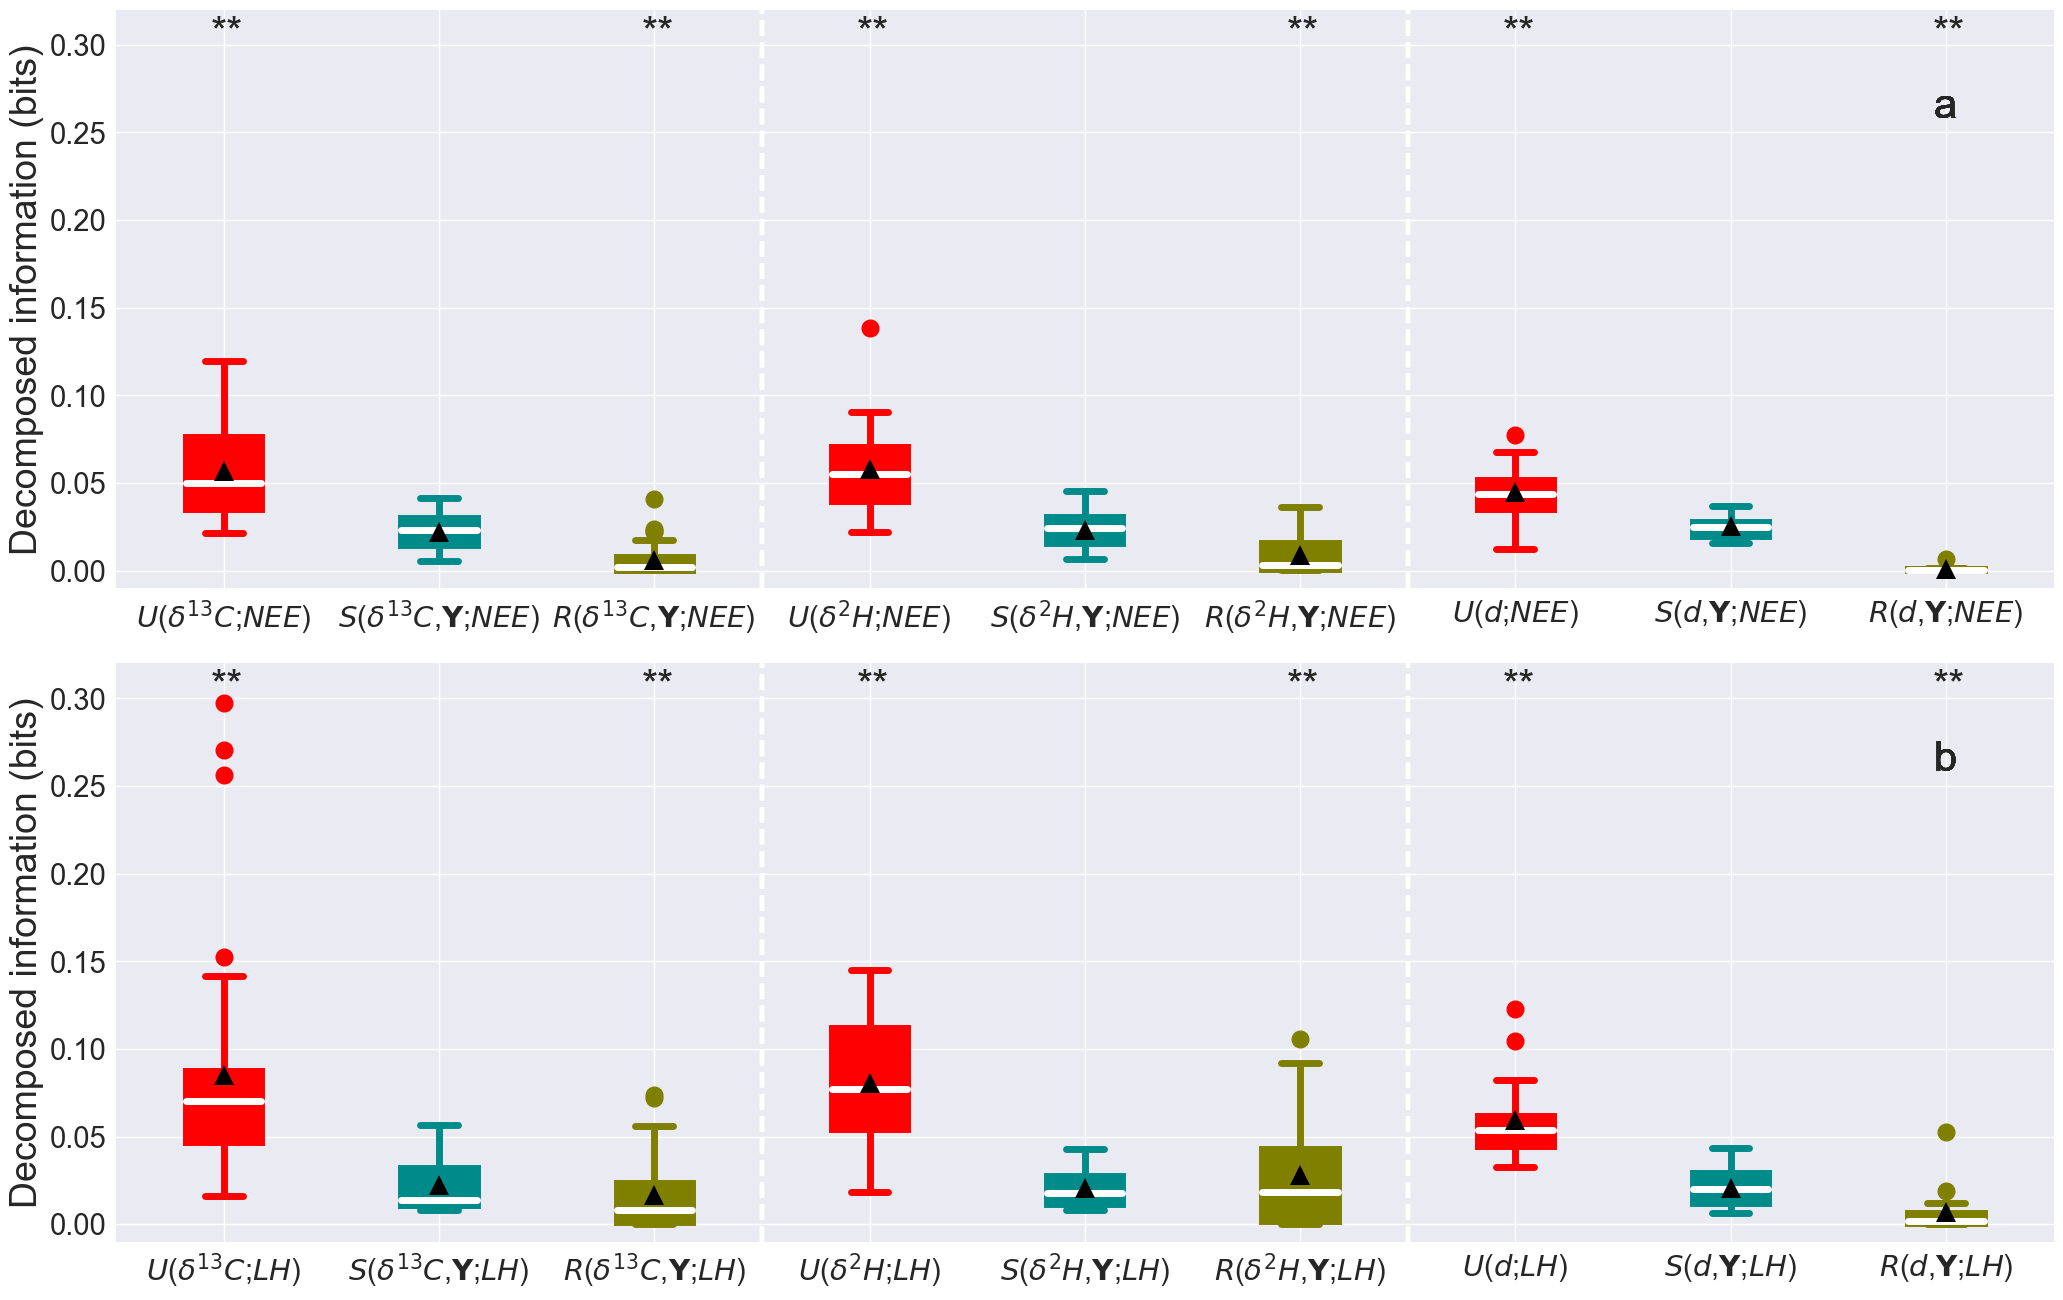 ** ** ** ** ** **
0.30
a
0.25
0.20
0.15
0.10
0.05
0.00
Decomposed information (bits)
U(δ¹³C;NEE) S(δ¹³C,Y;NEE) R(δ¹³C,Y;NEE) U(δ²H;NEE) S(δ²H,Y;NEE) R(δ²H,Y;NEE) U(d;NEE) S(d,Y;NEE) R(d,Y;NEE)
** ** ** ** ** **
0.30
b
0.25
0.20
0.15
0.10
0.05
0.00
Decomposed information (bits)
U(δ¹³C;LH) S(δ¹³C,Y;LH) R(δ¹³C,Y;LH) U(δ²H;LH) S(δ²H,Y;LH) R(δ²H,Y;LH) U(d;LH) S(d,Y;LH) R(d,Y;LH)